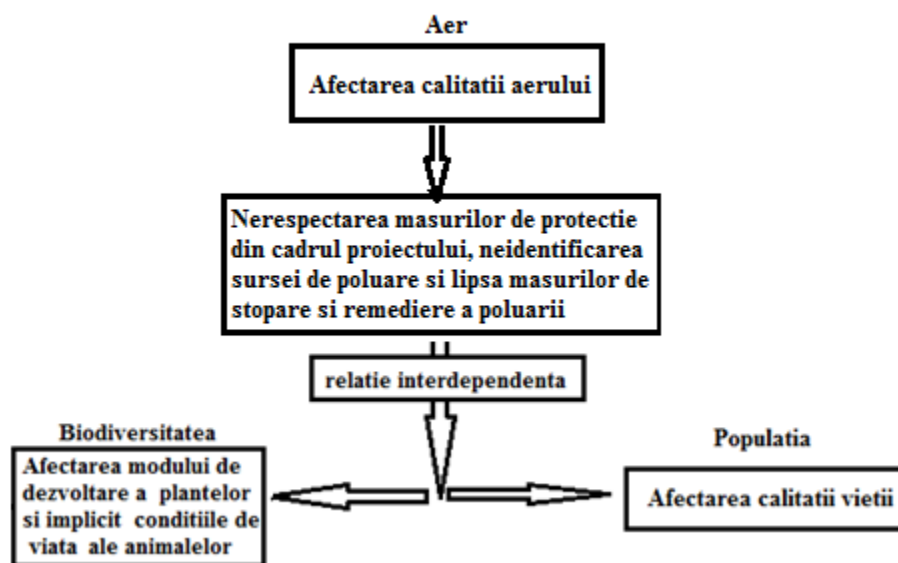 Aer
Afectarea calitatii aerului
Nerespectarea masurilor de protectie
din cadrul proiectului, neidentificarea
sursei de poluare si lipsa masurilor de
stopare si remediere a poluarii
relatie interdependenta
Biodiversitatea
Afectarea modului de
dezvoltare a plantelor
si implicit conditiile de
viata ale animalelor
Populatia
Afectarea calitatii vietii